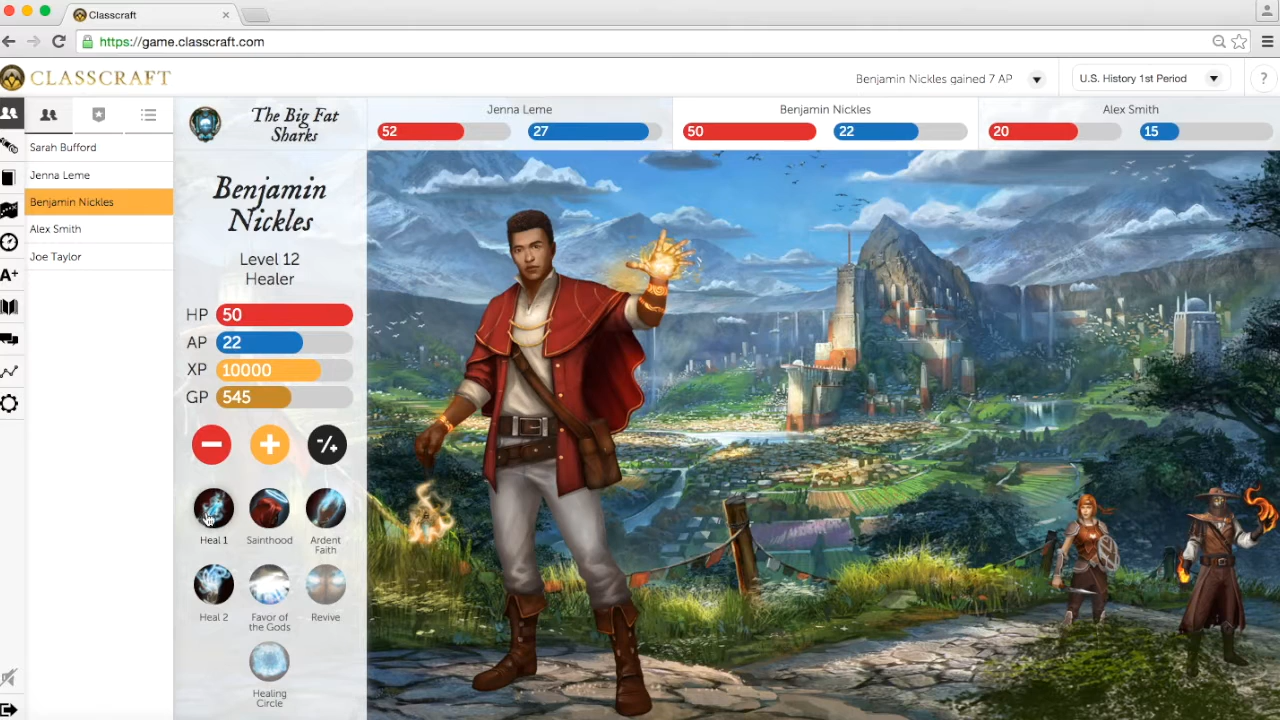 Classcraft
https://game.classcraft.com
CLASSCRAFT
Benjamin Nickles gained 7 AP
U.S. History 1st Period
?
The Big Fat
Sharks
Jenna Leme
52
27
Benjamin Nickles
50
22
Alex Smith
20
15
A+
Sarah Bufford
Jenna Leme
Benjamin Nickles
Alex Smith
Joe Taylor
Benjamin
Nickles
Level 12
Healer
HP 50
AP 22
XP 10000
GP 545
−
+
-/+
Heal 1
Sainthood
Ardent
Faith
Heal 2
Favor of
the Gods
Revive
Healing
Circle